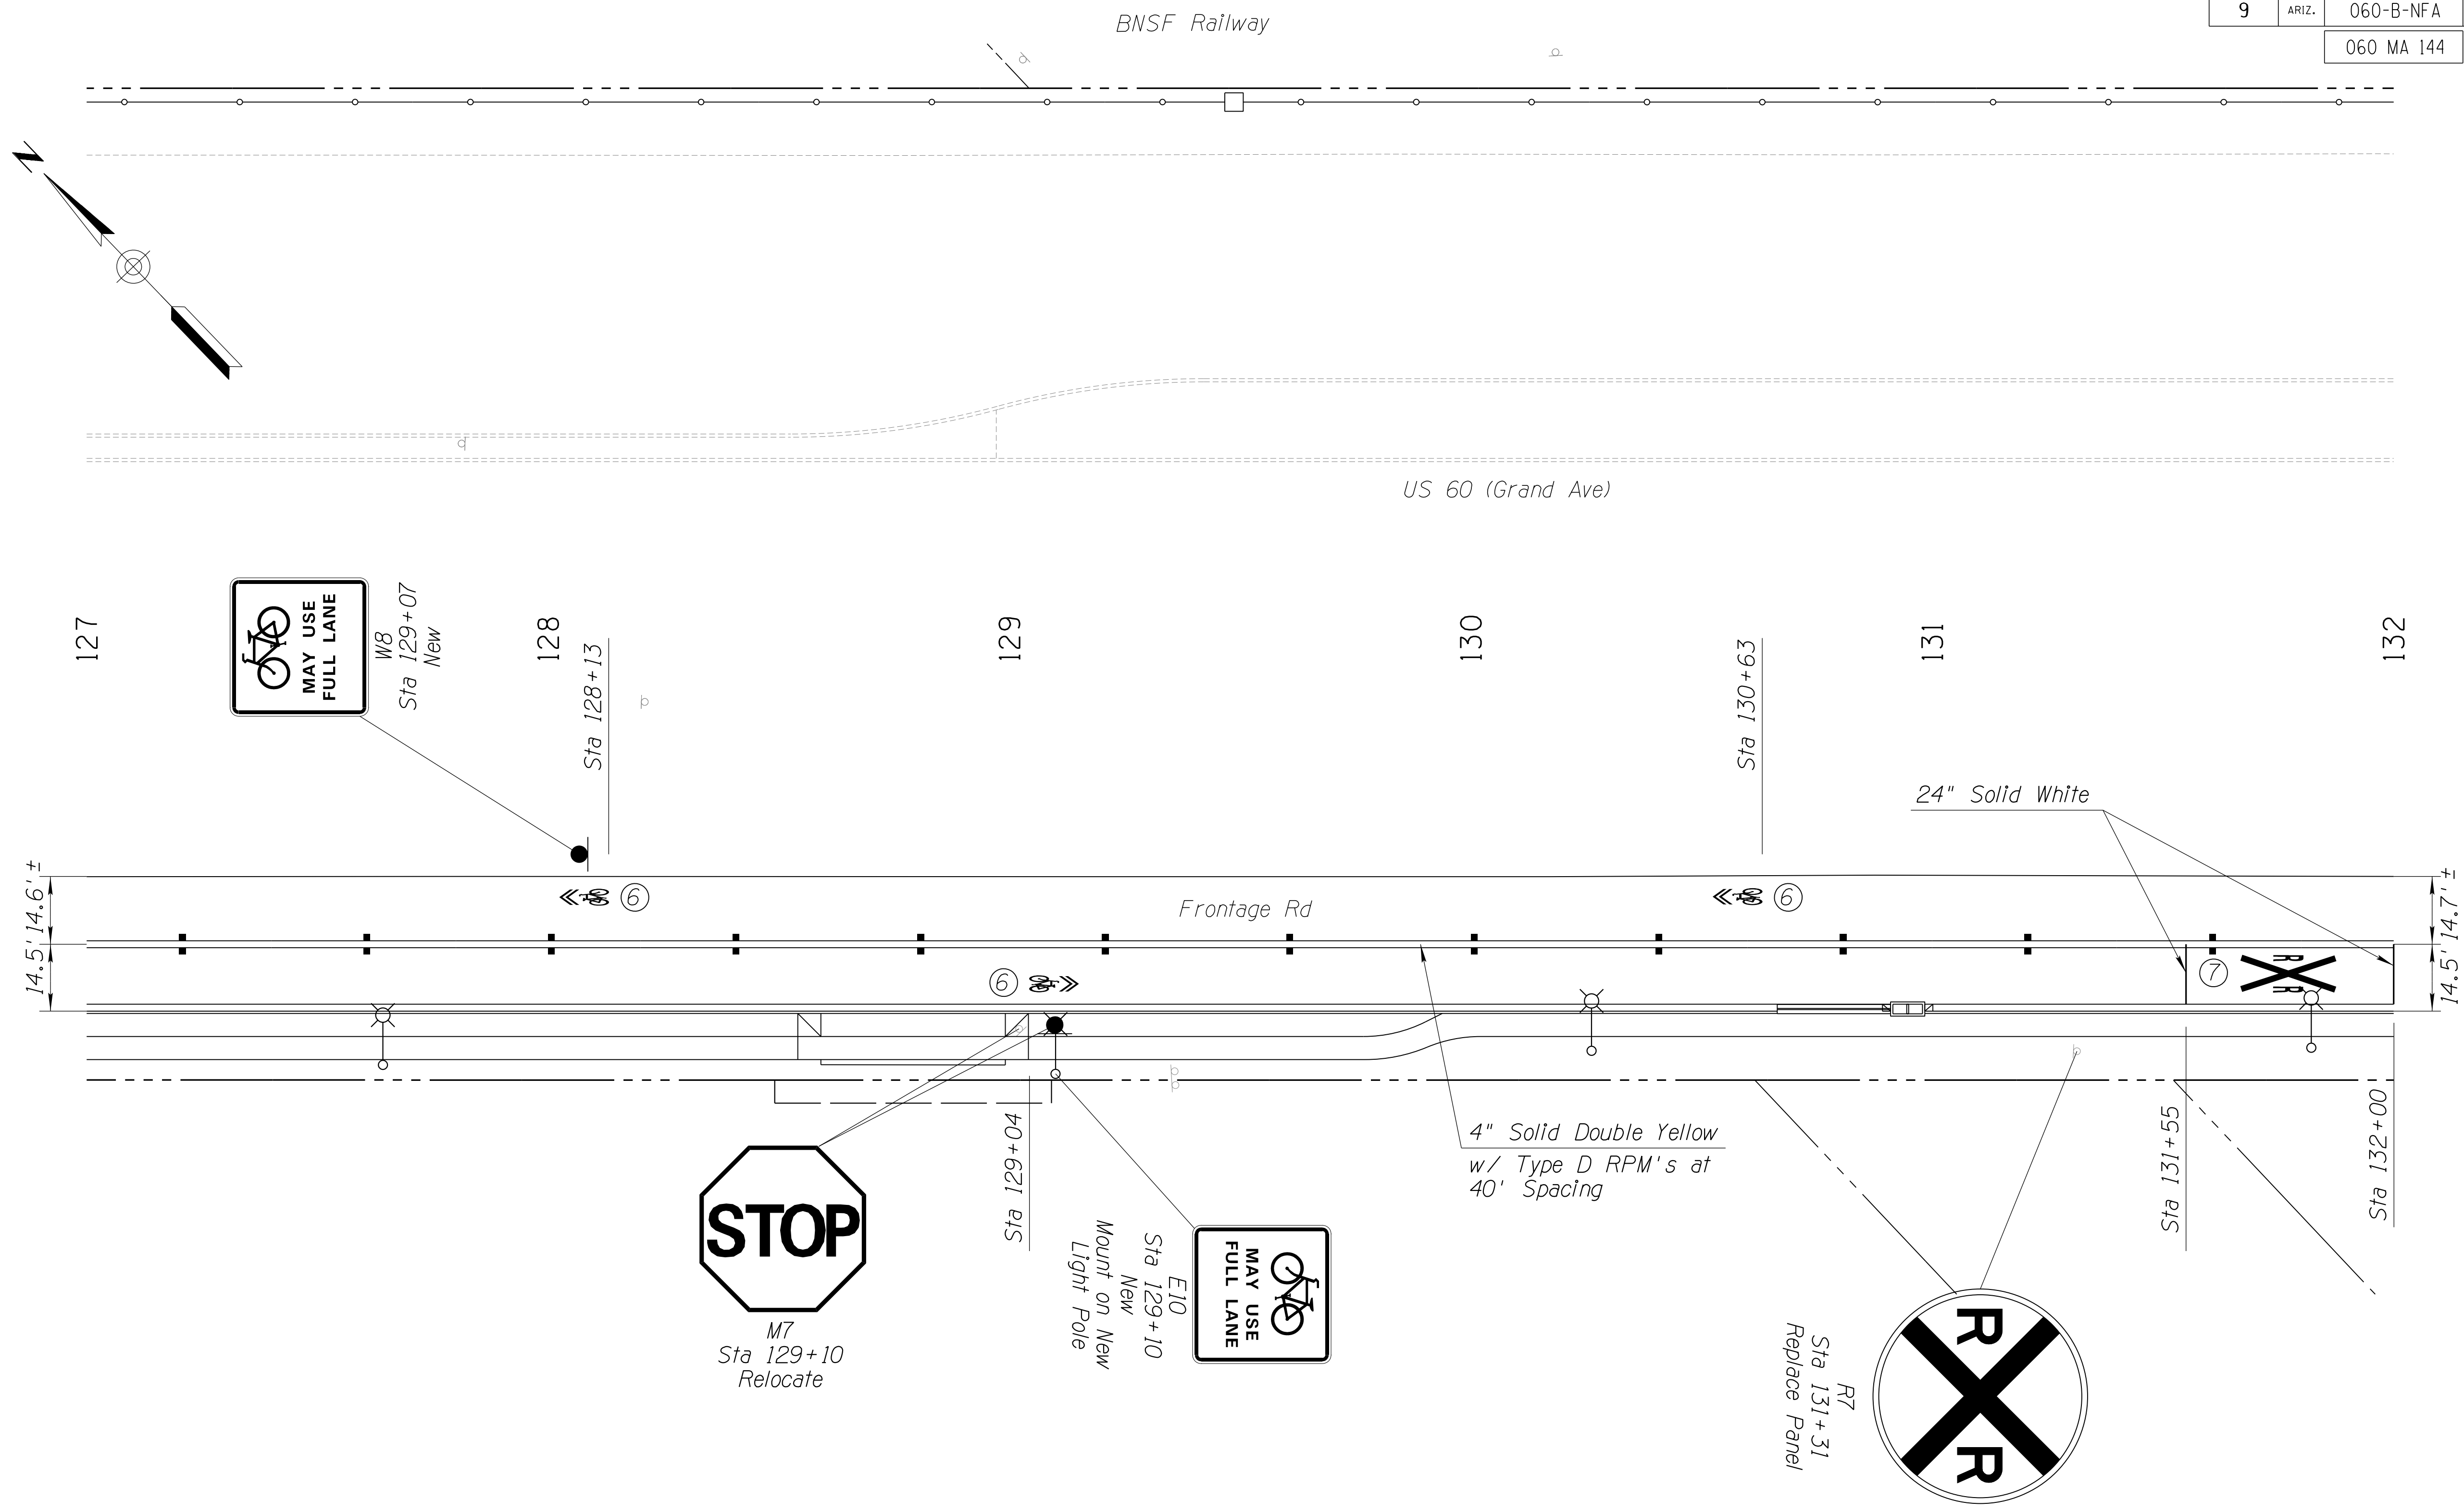 BNSF Railway
9 ARIZ. 060-B-NFA
060 MA 144
N
US 60 (Grand Ave)
127
128
129
130
131
132
MAY USE
FULL LANE
W8
Sta 129+07
New
Sta 128+13
Sta 130+63
24" Solid White
14.6'±
14.5'
14.7'±
14.5'
6
6
Frontage Rd
6
7
R R
Sta 129+04
4" Solid Double Yellow
w/ Type D RPM's at
40' Spacing
Sta 131+55
Sta 132+00
STOP
M7
Sta 129+10
Relocate
MAY USE
FULL LANE
E10
Sta 129+10
New
Mount on New
Light Pole
R R
R7
Sta 131+31
Replace Panel